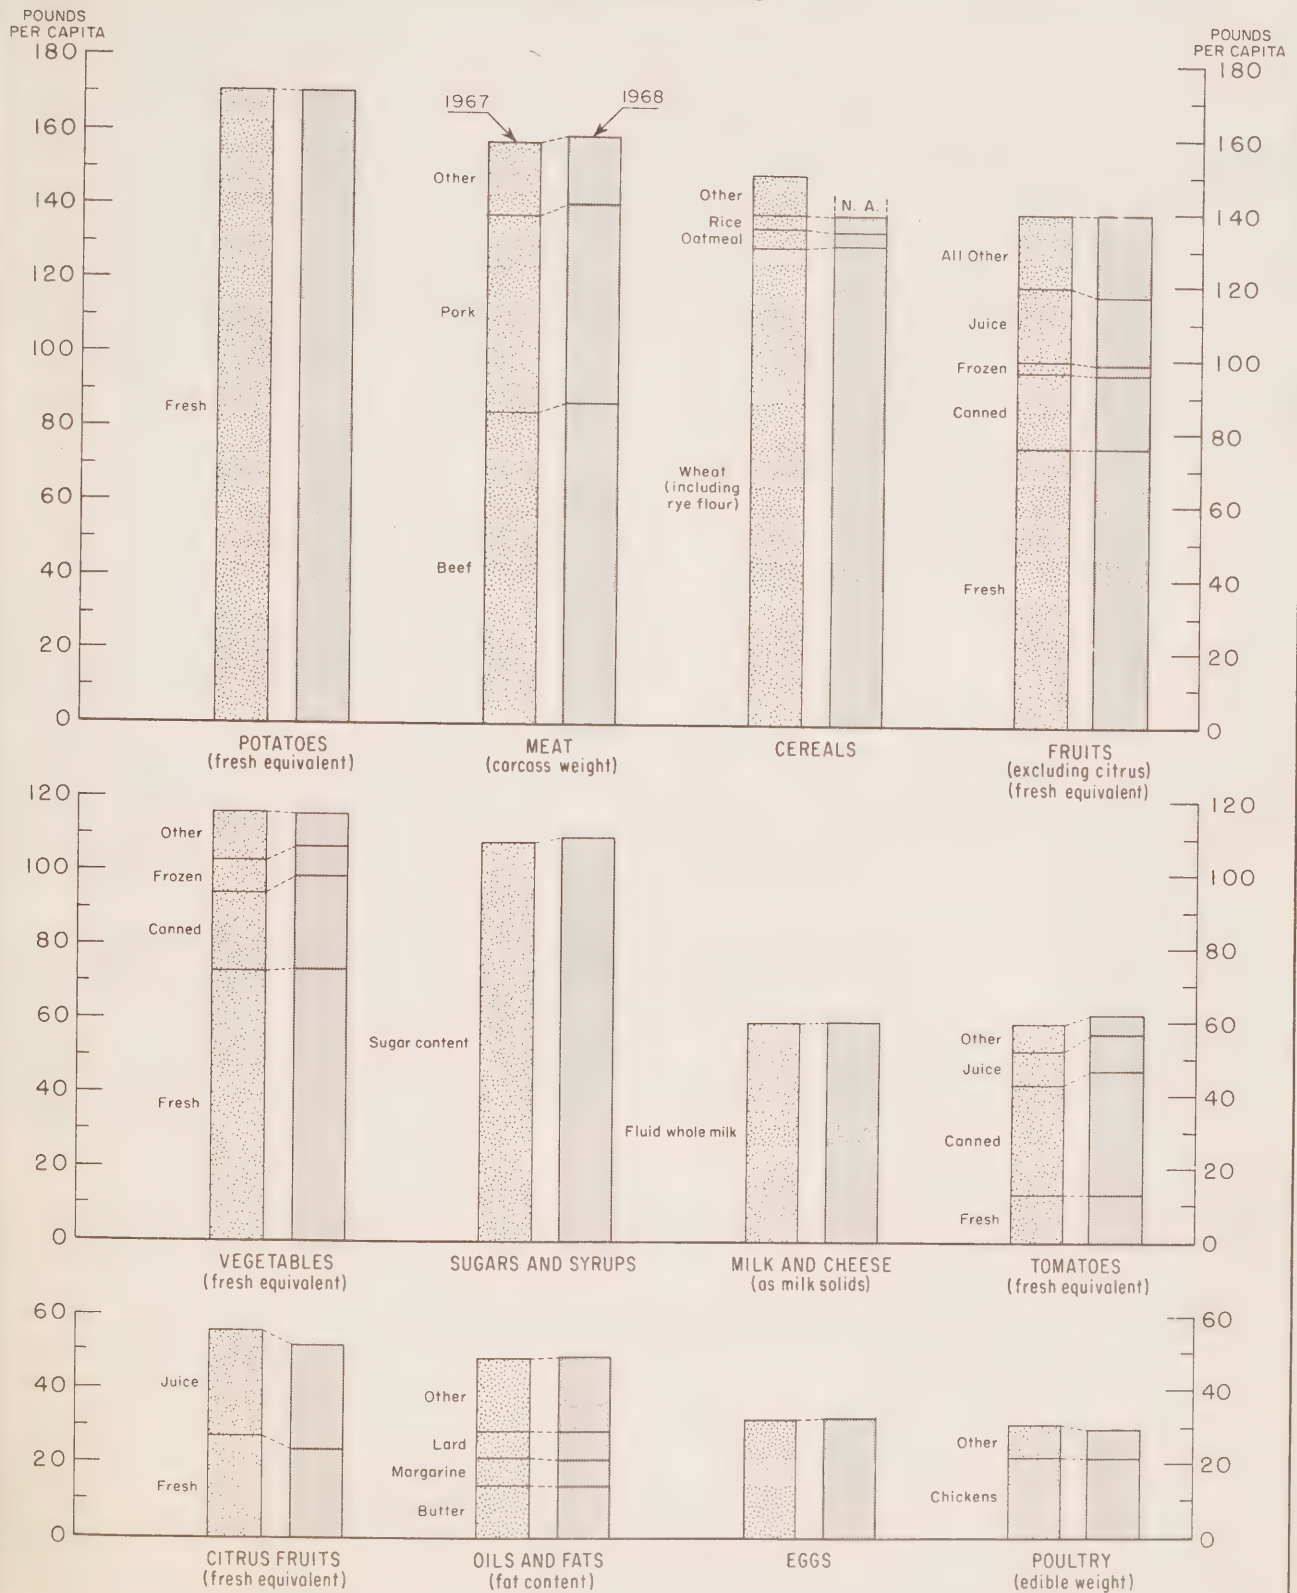 POUNDS
PER CAPITA
180
160
140
120
100
80
60
40
20
0
POUNDS
PER CAPITA
180
160
140
120
100
80
60
40
20
0
Fresh
POTATOES
(fresh equivalent)
1967
1968
Other
Pork
Beef
MEAT
(carcass weight)
N. A.
Other
Rice
Oatmeal
Wheat
(including
rye flour)
CEREALS
All Other
Juice
Frozen
Canned
Fresh
FRUITS
(excluding citrus)
(fresh equivalent)
120
100
80
60
40
20
0
120
100
80
60
40
20
0
Other
Frozen
Canned
Fresh
VEGETABLES
(fresh equivalent)
Sugar content
SUGARS AND SYRUPS
Fluid whole milk
MILK AND CHEESE
(as milk solids)
Other
Juice
Canned
Fresh
TOMATOES
(fresh equivalent)
60
40
20
0
60
40
20
0
Juice
Fresh
CITRUS FRUITS
(fresh equivalent)
Other
Lard
Margarine
Butter
OILS AND FATS
(fat content)
EGGS
Other
Chickens
POULTRY
(edible weight)